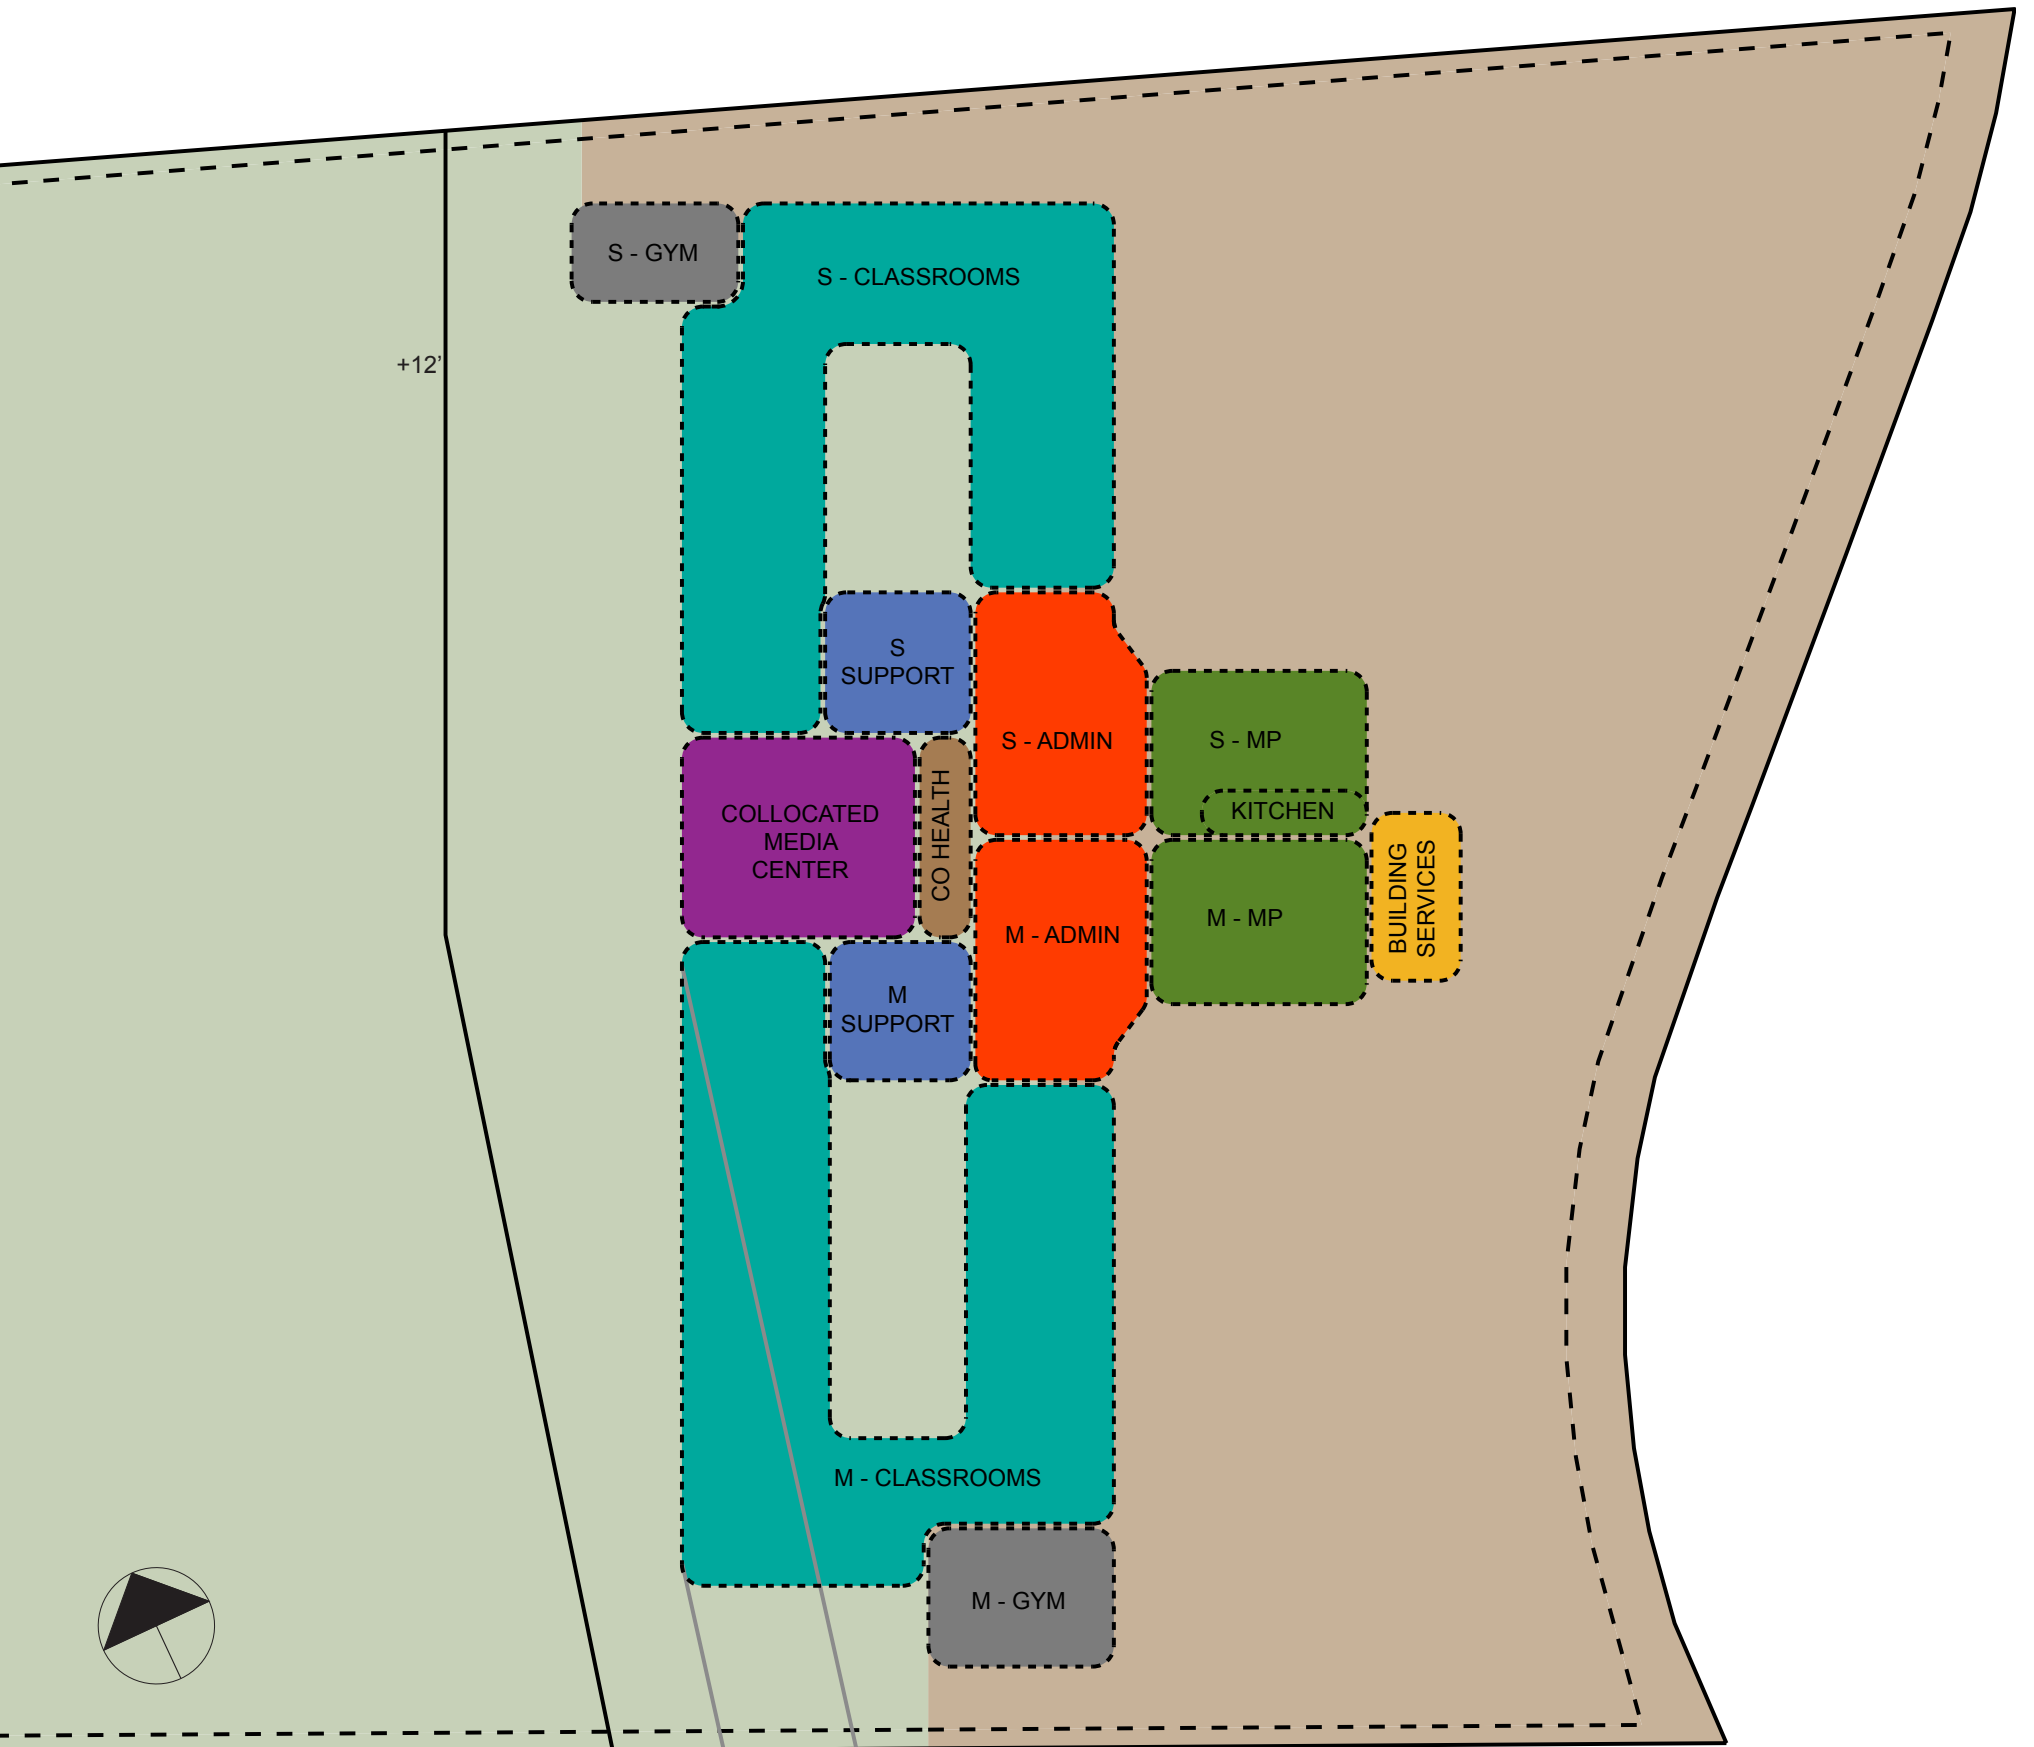 S - GYM
S - CLASSROOMS
+12'
S
SUPPORT
S - ADMIN
S - MP
KITCHEN
COLLOCATED
MEDIA
CENTER
CO HEALTH
BUILDING
SERVICES
M - ADMIN
M - MP
M
SUPPORT
M - CLASSROOMS
M - GYM